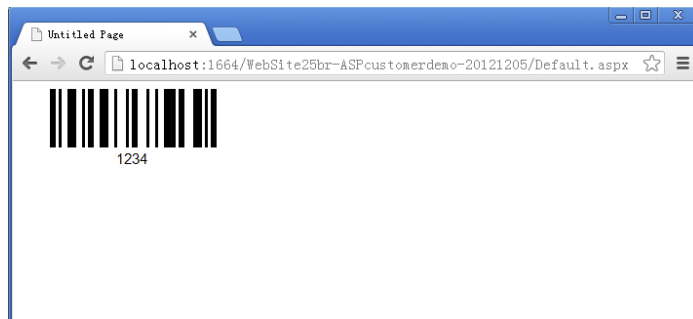 Untitled Page
localhost:1664/WebSite25br-ASPcustomerdemo-20121205/Default.aspx
1234